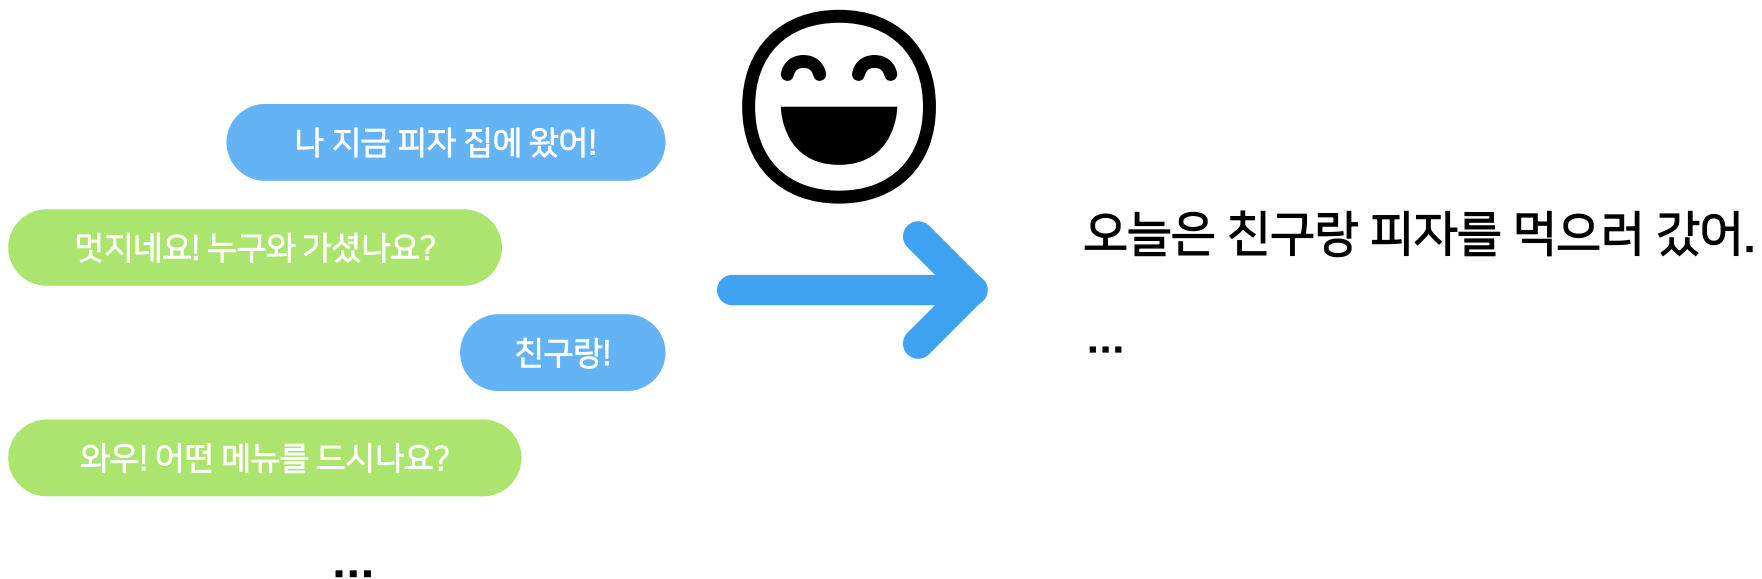 나 지금 피자 집에 왔어!
멋지네요! 누구와 가셨나요?
친구랑!
와우! 어떤 메뉴를 드시나요?
...
오늘은 친구랑 피자를 먹으러 갔어.
...